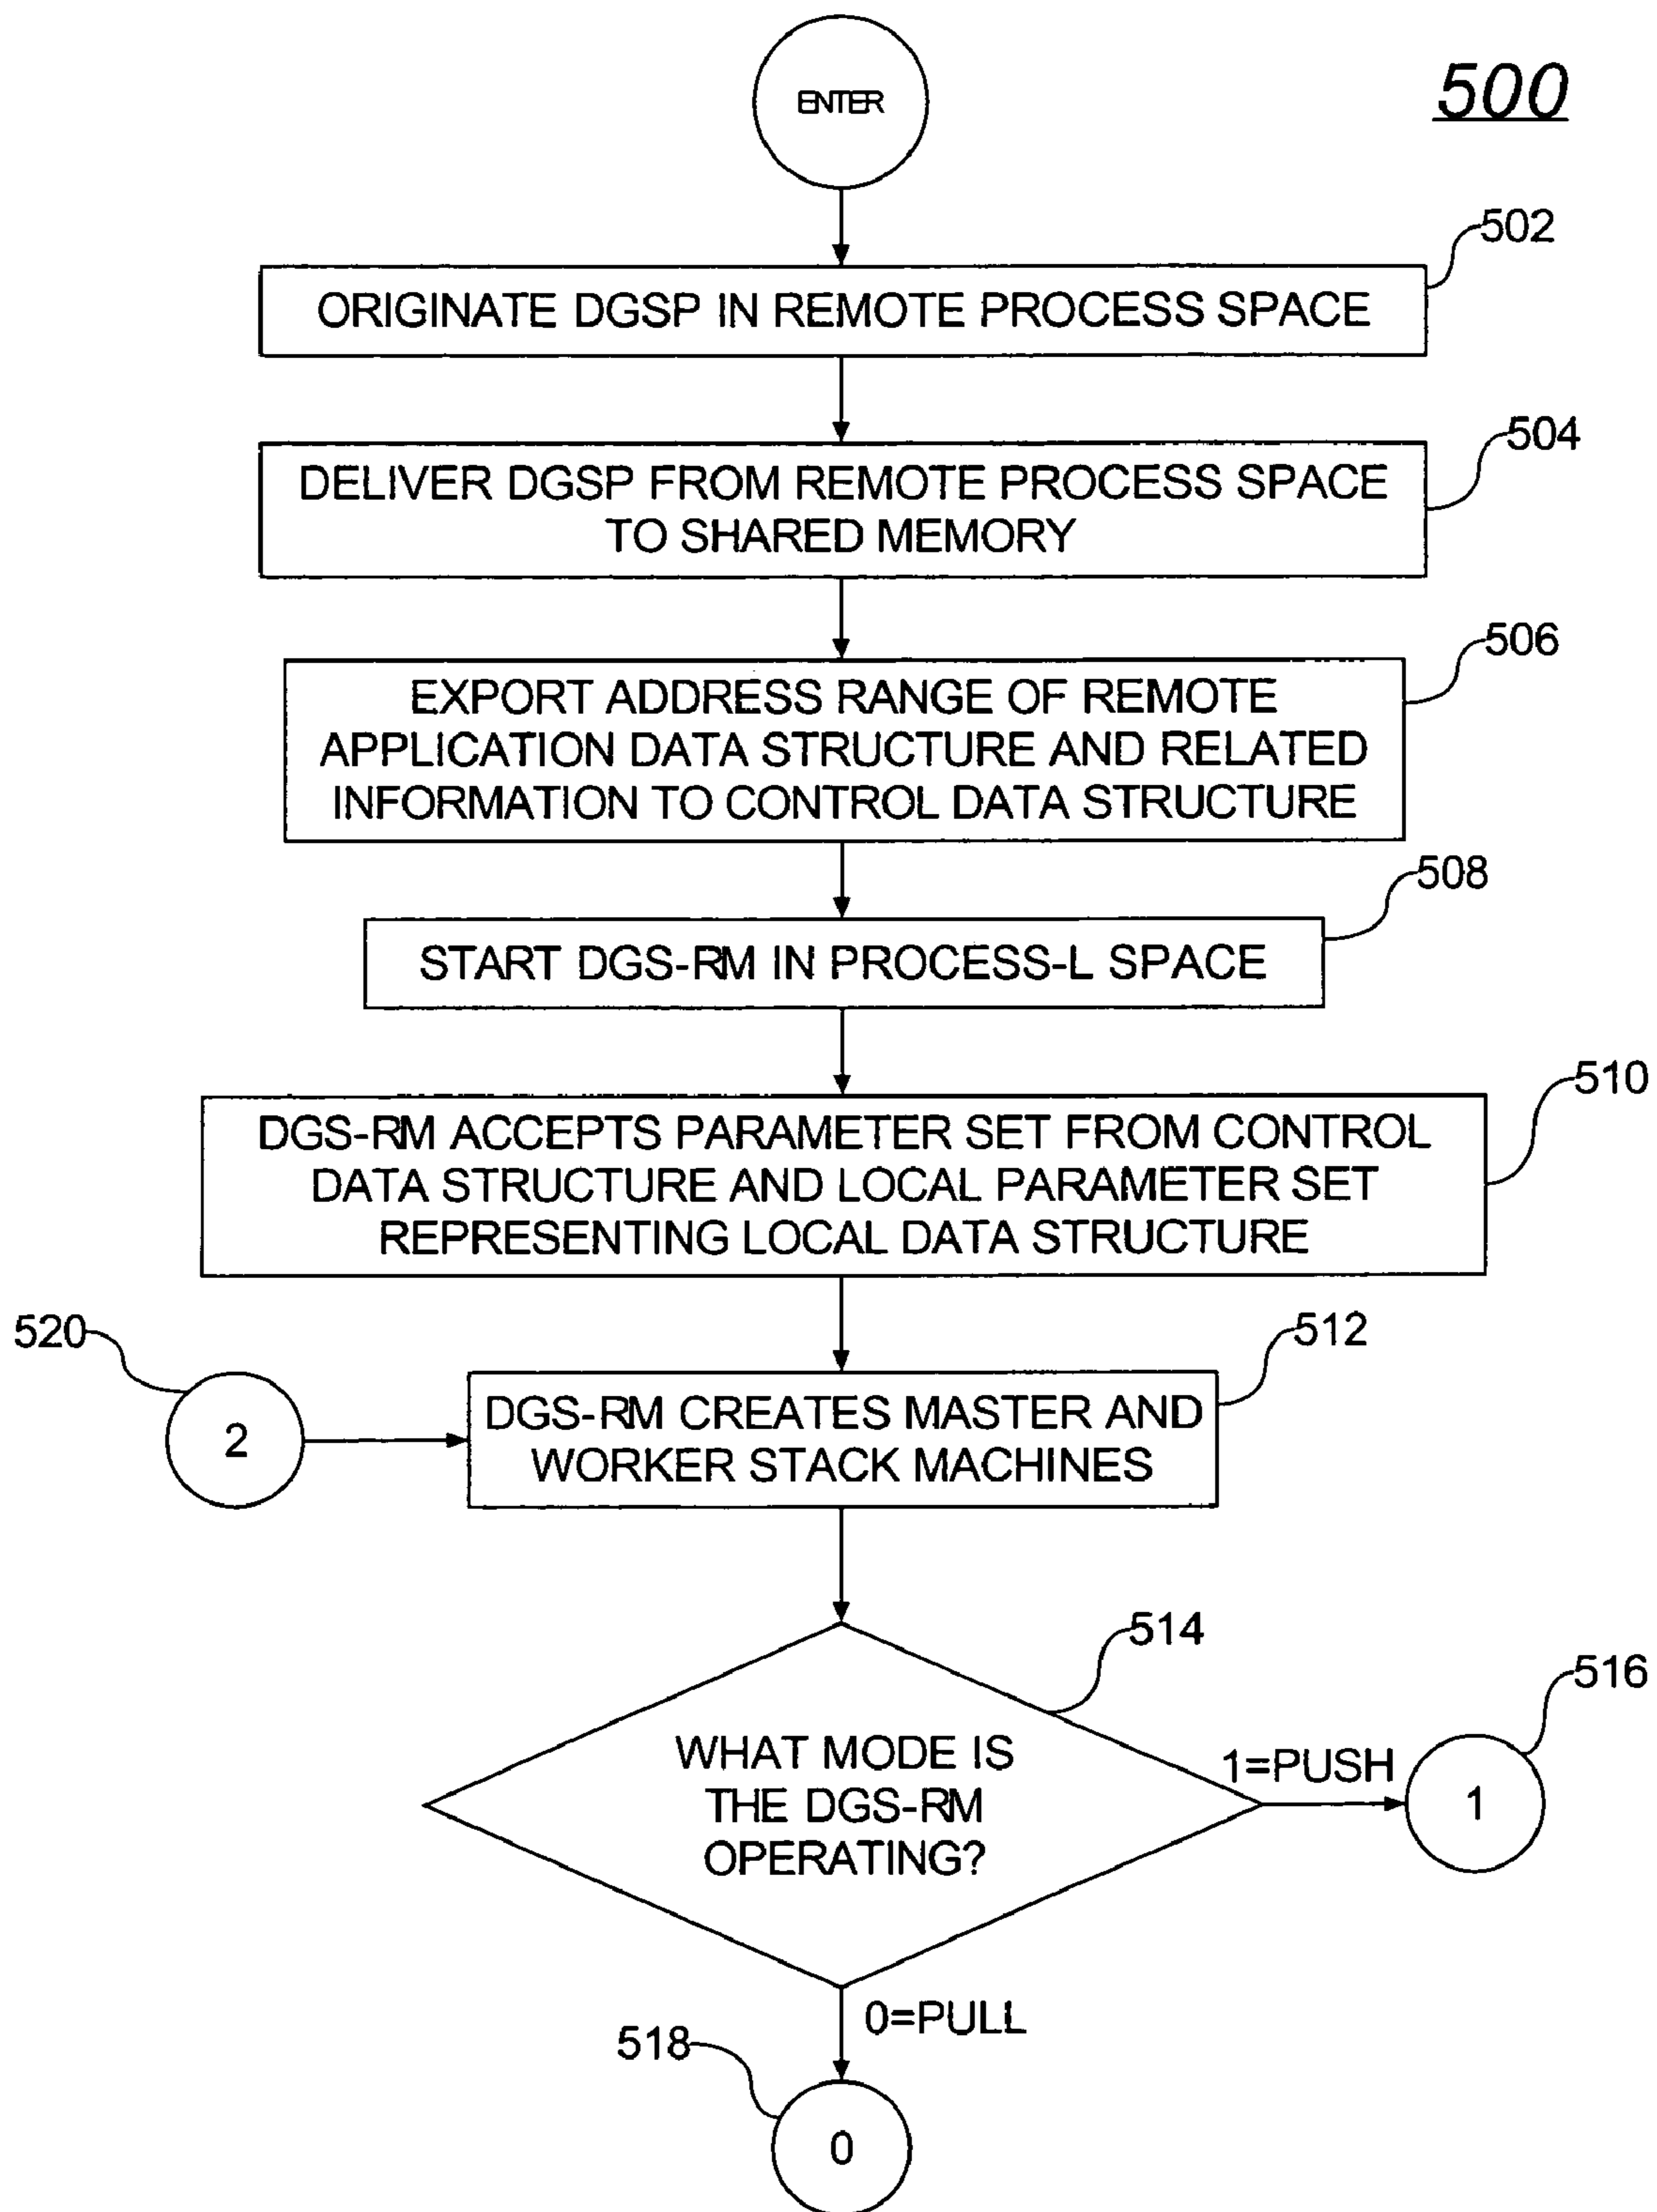 ENTER
500
502
ORIGINATE DGSP IN REMOTE PROCESS SPACE
504
DELIVER DGSP FROM REMOTE PROCESS SPACE
TO SHARED MEMORY
506
EXPORT ADDRESS RANGE OF REMOTE
APPLICATION DATA STRUCTURE AND RELATED
INFORMATION TO CONTROL DATA STRUCTURE
508
START DGS-RM IN PROCESS-L SPACE
510
DGS-RM ACCEPTS PARAMETER SET FROM CONTROL
DATA STRUCTURE AND LOCAL PARAMETER SET
REPRESENTING LOCAL DATA STRUCTURE
520
512
2
DGS-RM CREATES MASTER AND
WORKER STACK MACHINES
514
516
WHAT MODE IS
THE DGS-RM
OPERATING?
1=PUSH
1
0=PULL
518
0